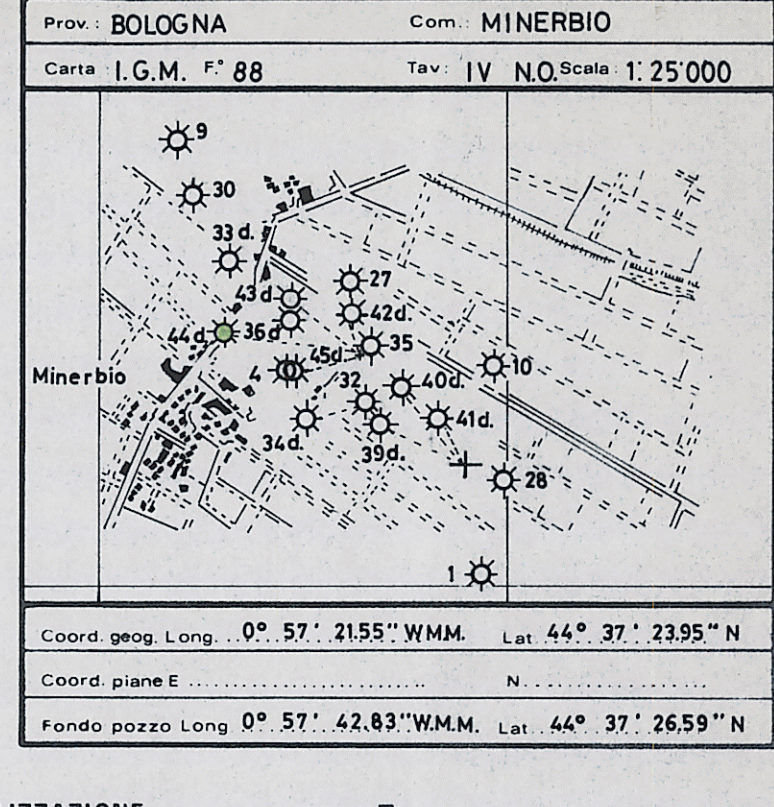 Prov.: BOLOGNA Com.: MINERBIO
Carta I.G.M. F.° 88 Tav: IV N.O. Scala: 1:25'000
9
30
33 d.
27
43 d
42 d.
44 d 36 d
35
45 d.
10
Minerbio
4
32
40 d.
41 d.
34 d.
39 d.
28
1
Coord. geog. Long... 0° 57' 21.55" W.M.M. Lat. 44° 37' 23.95" N
Coord. piane E ............................ N....................
Fondo pozzo Long 0° 57' 42.83" W.M.M. Lat. 44° 37' 26.59" N